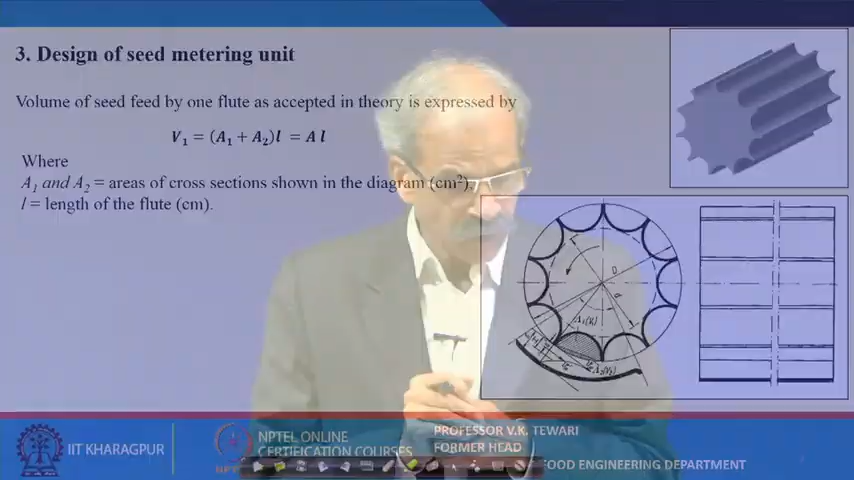 3. Design of seed metering unit
Volume of seed feed by one flute as accepted in theory is expressed by
V₁ = (A₁ + A₂)l = A l
Where
A₁ and A₂ = areas of cross sections shown in the diagram (cm²),
l = length of the flute (cm).
IIT KHARAGPUR
NPTEL ONLINE
CERTIFICATION COURSES
PROFESSOR V.K. TEWARI
FORMER HEAD
FOOD ENGINEERING DEPARTMENT